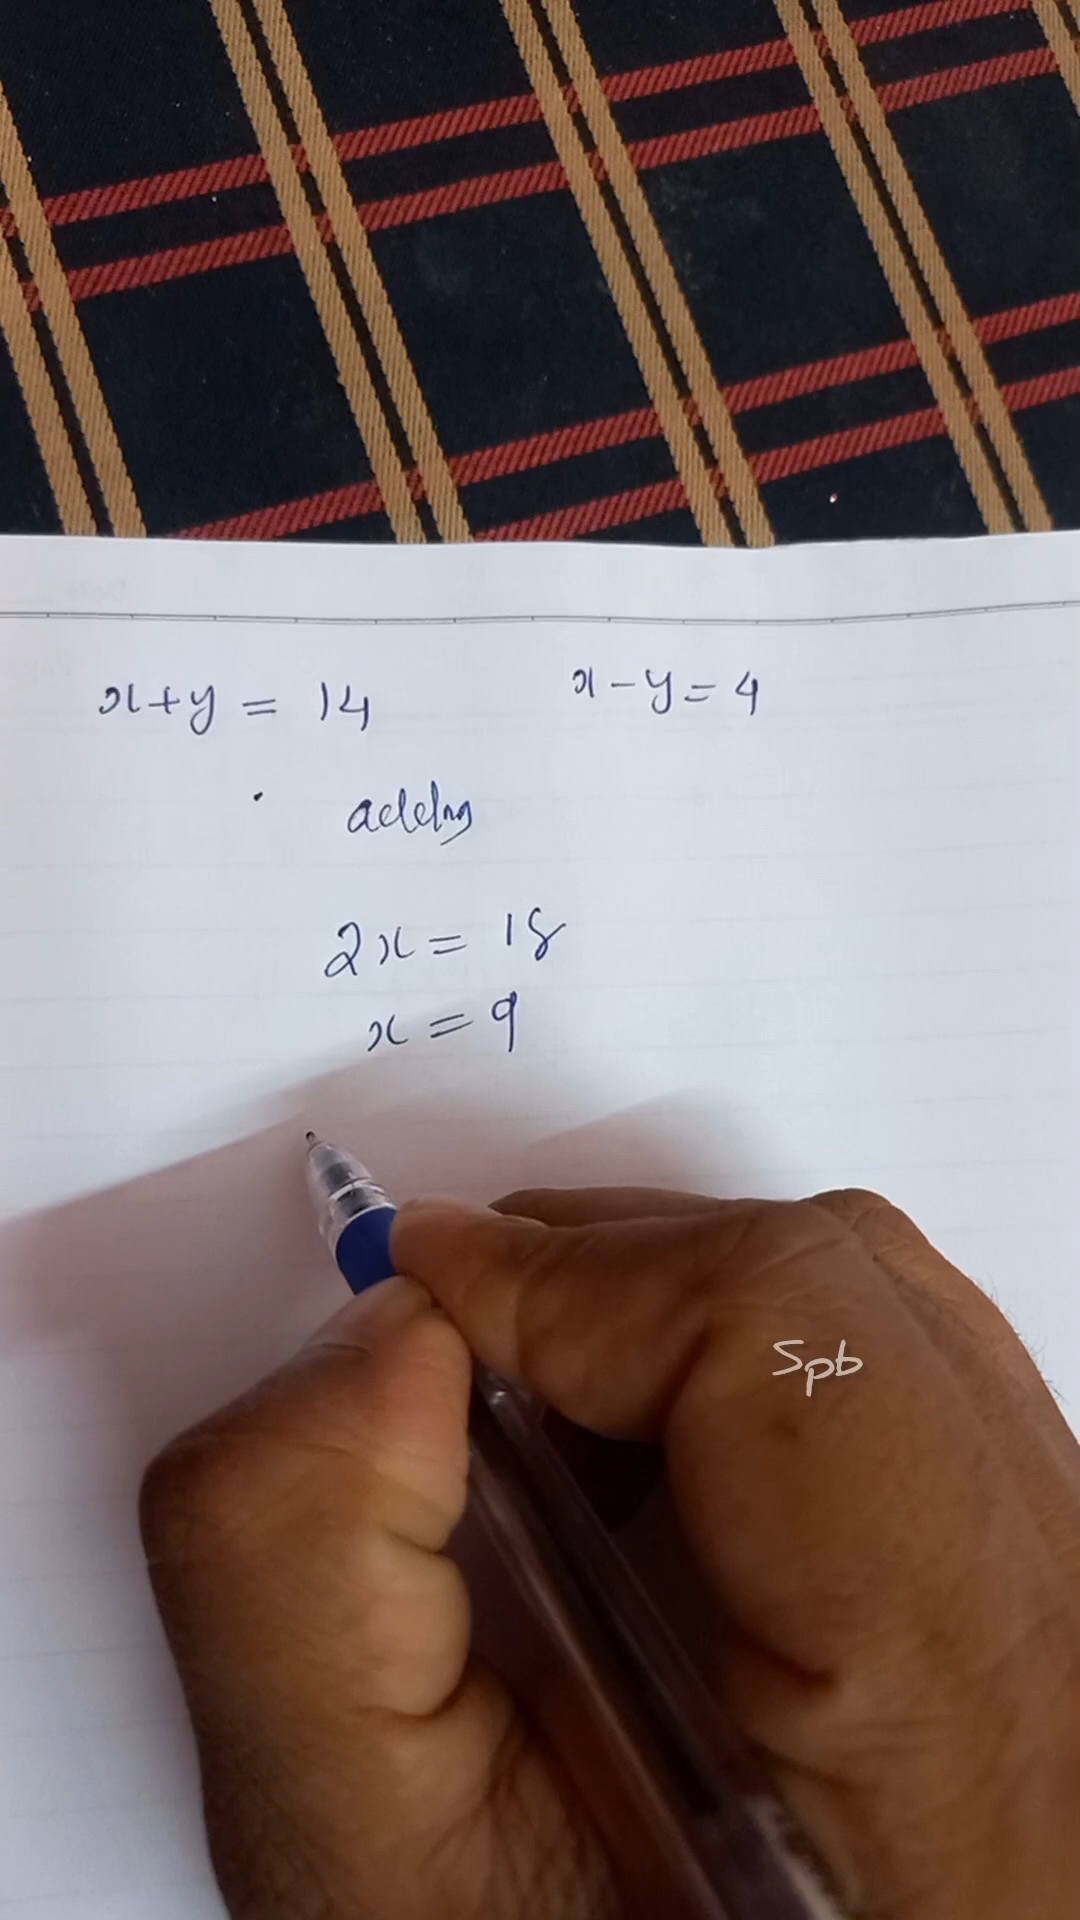 x+y = 14 x-y=4
adding
2x = 18
x = 9
Spb